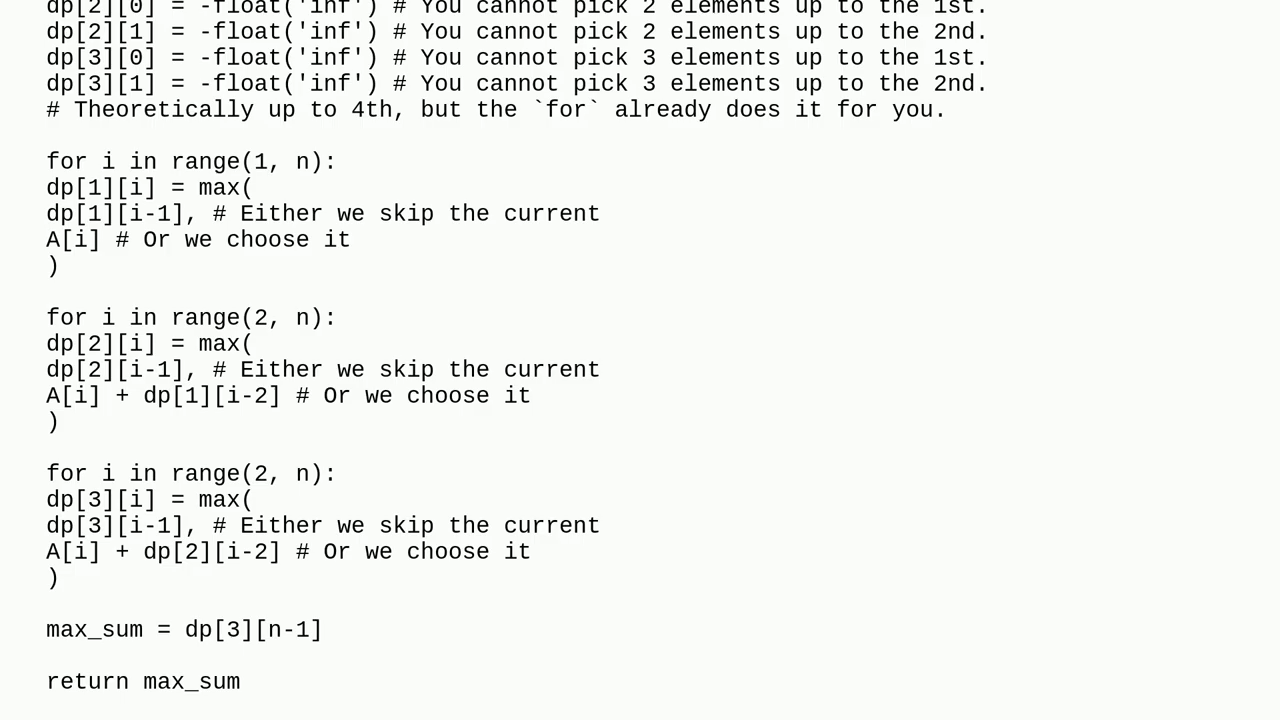 dp[2][0] = -float('inf') # You cannot pick 2 elements up to the 1st.
dp[2][1] = -float('inf') # You cannot pick 2 elements up to the 2nd.
dp[3][0] = -float('inf') # You cannot pick 3 elements up to the 1st.
dp[3][1] = -float('inf') # You cannot pick 3 elements up to the 2nd.
# Theoretically up to 4th, but the `for` already does it for you.
for i in range(1, n):
dp[1][i] = max(
dp[1][i-1], # Either we skip the current
A[i] # Or we choose it
)
for i in range(2, n):
dp[2][i] = max(
dp[2][i-1], # Either we skip the current
A[i] + dp[1][i-2] # Or we choose it
)
for i in range(2, n):
dp[3][i] = max(
dp[3][i-1], # Either we skip the current
A[i] + dp[2][i-2] # Or we choose it
)
max_sum = dp[3][n-1]
return max_sum